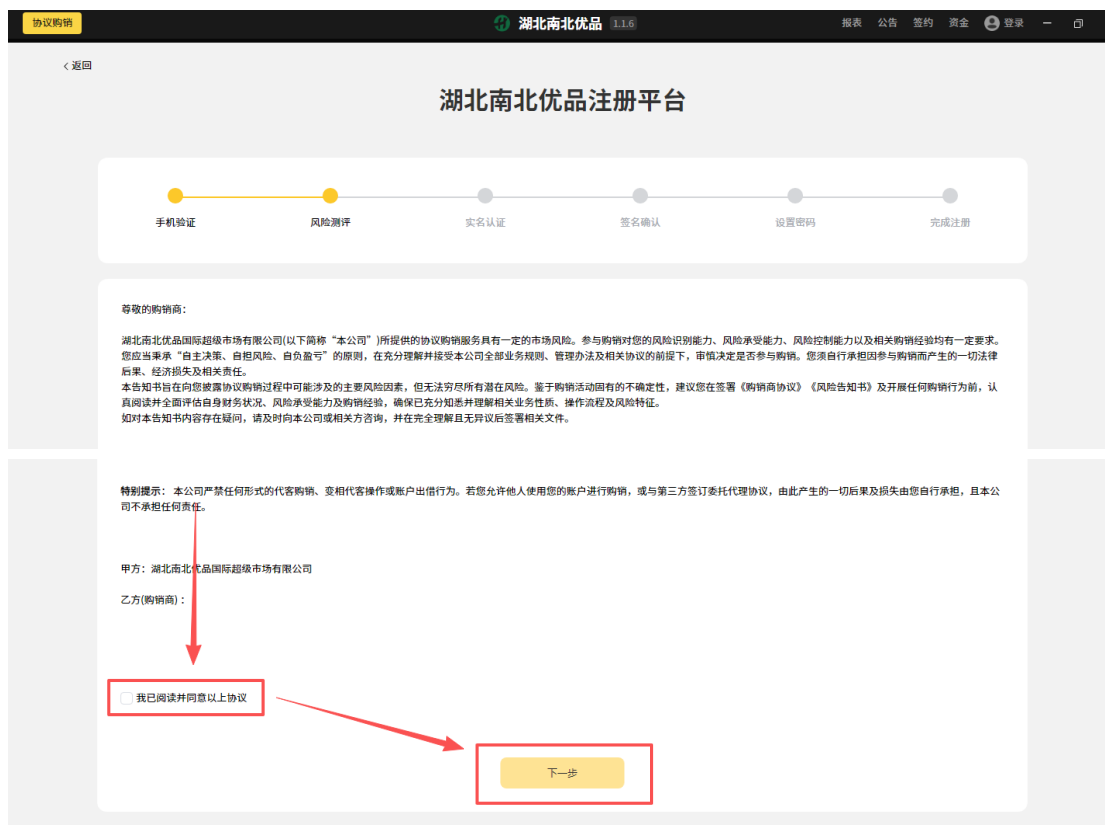 协议购销
湖北南北优品 1.1.6
报表 公告 签约 资金 登录
返回
湖北南北优品注册平台
手机验证 风险测评 实名认证 签名确认 设置密码 完成注册
尊敬的购销商：
湖北南北优品国际超级市场有限公司(以下简称“本公司”)所提供的协议购销服务具有一定的市场风险。参与购销对您的风险识别能力、风险承受能力、风险控制能力以及相关购销经验均有一定要求。
您应当秉承“自主决策、自担风险、自负盈亏”的原则，在充分理解并接受本公司全部业务规则、管理办法及相关协议的前提下，审慎决定是否参与购销。您须自行承担因参与购销而产生的一切法律
后果、经济损失及相关责任。
本告知书旨在向您披露协议购销过程中可能涉及的主要风险因素，但无法穷尽所有潜在风险。鉴于购销活动固有的不确定性，建议您在签署《购销商协议》《风险告知书》及开展任何购销行为前，认
真阅读并全面评估自身财务状况、风险承受能力及购销经验，确保已充分知悉并理解相关业务性质、操作流程及风险特征。
如对本告知书内容存在疑问，请及时向本公司或相关方咨询，并在完全理解且无异议后签署相关文件。
特别提示： 本公司严禁任何形式的代客购销、变相代客操作或账户出借行为。若您允许他人使用您的账户进行购销，或与第三方签订委托代理协议，由此产生的一切后果及损失由您自行承担，且本公
司不承担任何责任。
甲方：湖北南北优品国际超级市场有限公司
乙方(购销商)：
我已阅读并同意以上协议
下一步